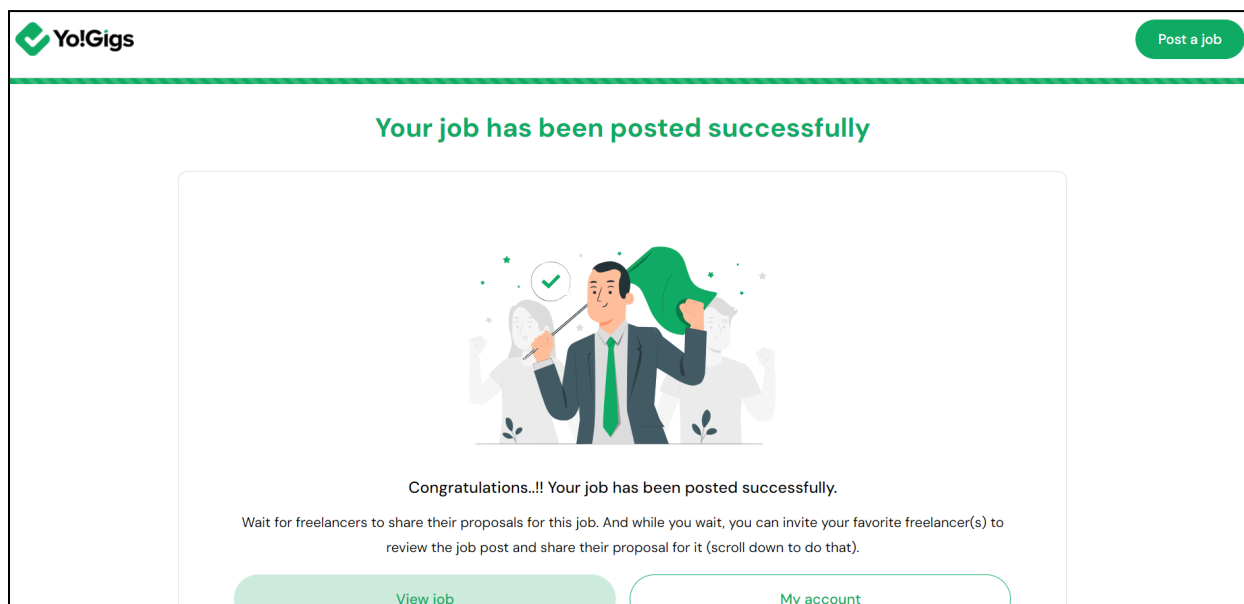 Yo!Gigs
Post a job
Your job has been posted successfully
Congratulations..!! Your job has been posted successfully.
Wait for freelancers to share their proposals for this job. And while you wait, you can invite your favorite freelancer(s) to
review the job post and share their proposal for it (scroll down to do that).
View job
My account